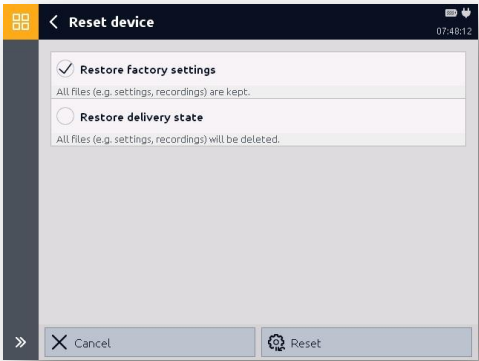 Reset device
07:48:12
Restore factory settings
All files (e.g. settings, recordings) are kept.
Restore delivery state
All files (e.g. settings, recordings) will be deleted.
Cancel
Reset